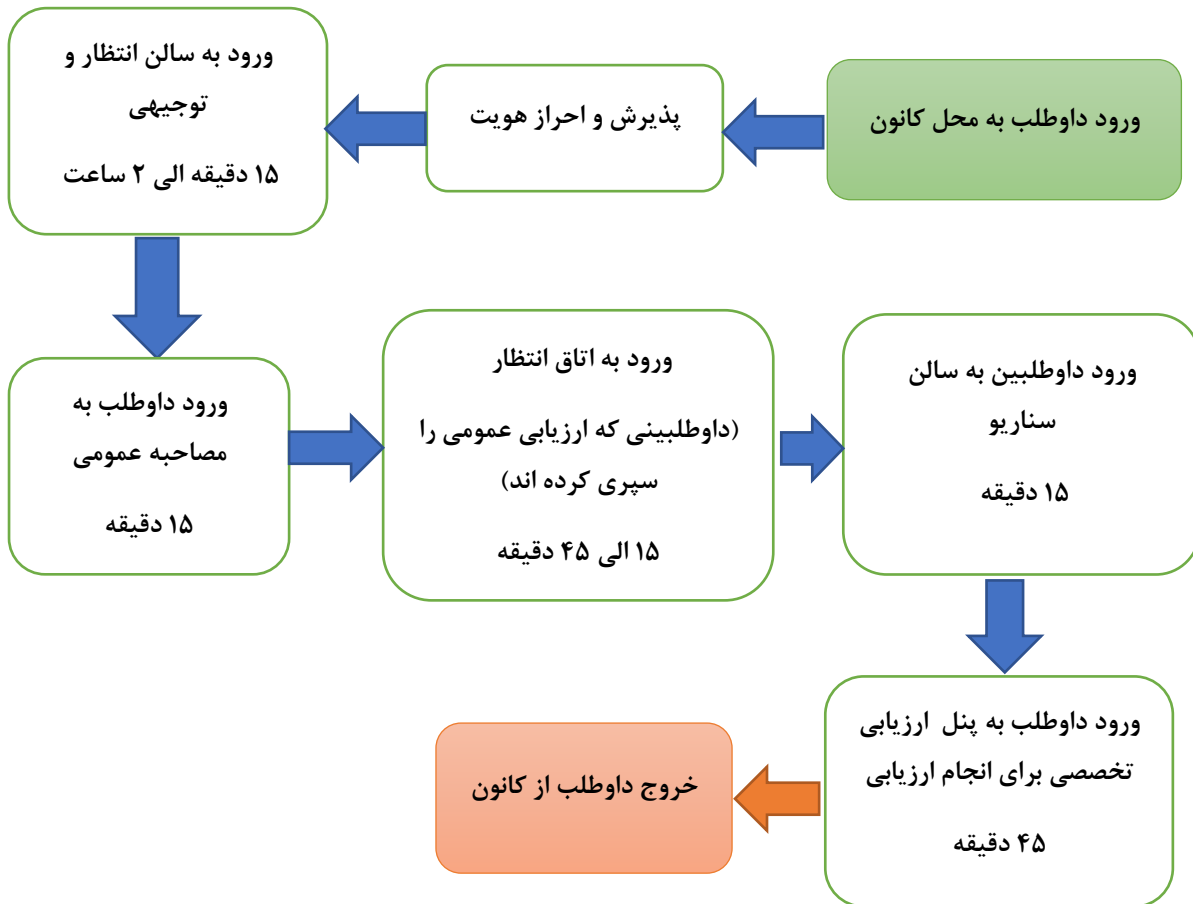 ورود داوطلب به محل کانون
پذیرش و احراز هویت
ورود به سالن انتظار و
توجیهی
۱۵ دقیقه الی ۲ ساعت
ورود داوطلب به
مصاحبه عمومی
۱۵ دقیقه
ورود به اتاق انتظار
(داوطلبینی که ارزیابی عمومی را
سپری کرده اند)
۱۵ الی ۴۵ دقیقه
ورود داوطلبین به سالن
سناریو
۱۵ دقیقه
ورود داوطلب به پنل ارزیابی
تخصصی برای انجام ارزیابی
۴۵ دقیقه
خروج داوطلب از کانون